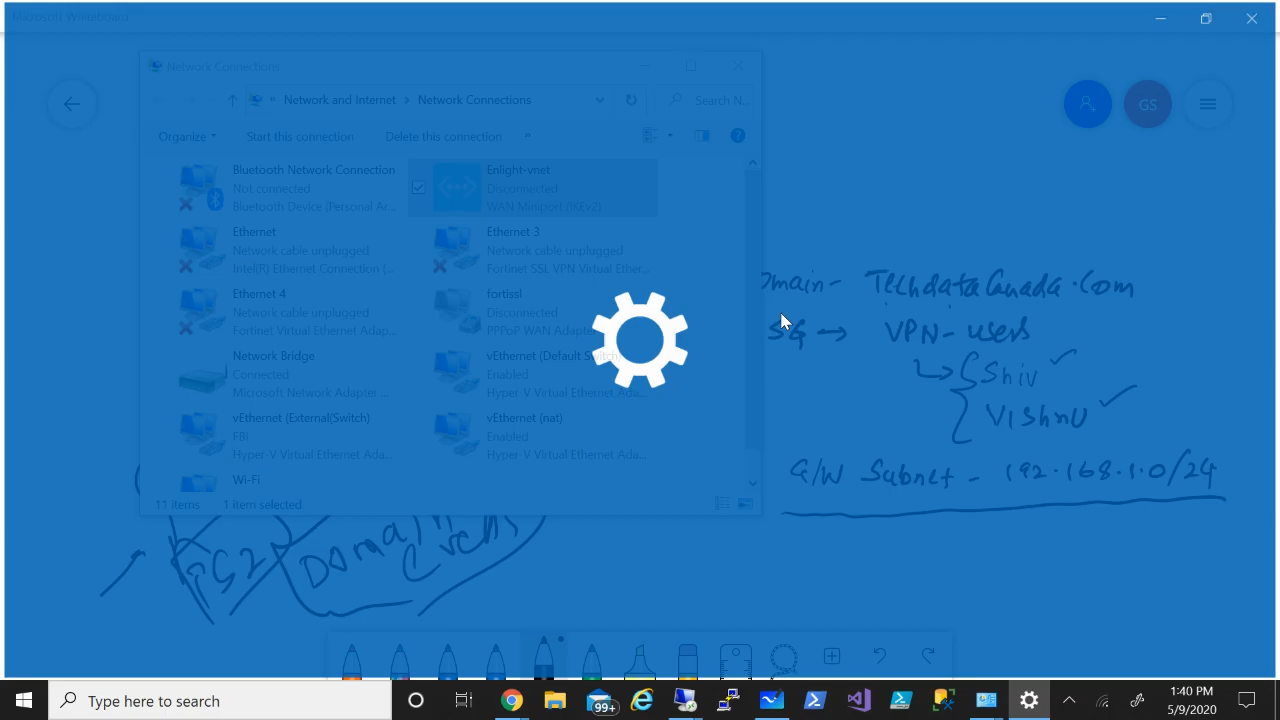 Microsoft Whiteboard
Network Connections
Network and Internet > Network Connections
Search N...
Organize
Start this connection
Delete this connection
»
GS
Bluetooth Network Connection
Not connected
Bluetooth Device (Personal Ar...
Enlight-vnet
Disconnected
WAN Miniport (IKEv2)
Ethernet
Network cable unplugged
Intel(R) Ethernet Connection (...
Ethernet 3
Network cable unplugged
Fortinet SSL VPN Virtual Ether...
Ethernet 4
Network cable unplugged
Fortinet Virtual Ethernet Adap...
fortissl
Disconnected
PPPoP WAN Adapte
Network Bridge
Connected
Microsoft Network Adapter ...
vEthernet (Default Switch)
Enabled
Hyper-V Virtual Ethernet Ada...
vEthernet (External(Switch)
FBI
Hyper-V Virtual Ethernet Ada...
vEthernet (nat)
Enabled
Hyper-V Virtual Ethernet Ada...
Wi-Fi
11 items 1 item selected
omain- TechdataCanada.com
SG → VPN-users
Shiv ✓
Vishnu ✓
G/W Subnet - 192.168.1.0/24
Domain
Type here to search
99+
1:40 PM
5/9/2020